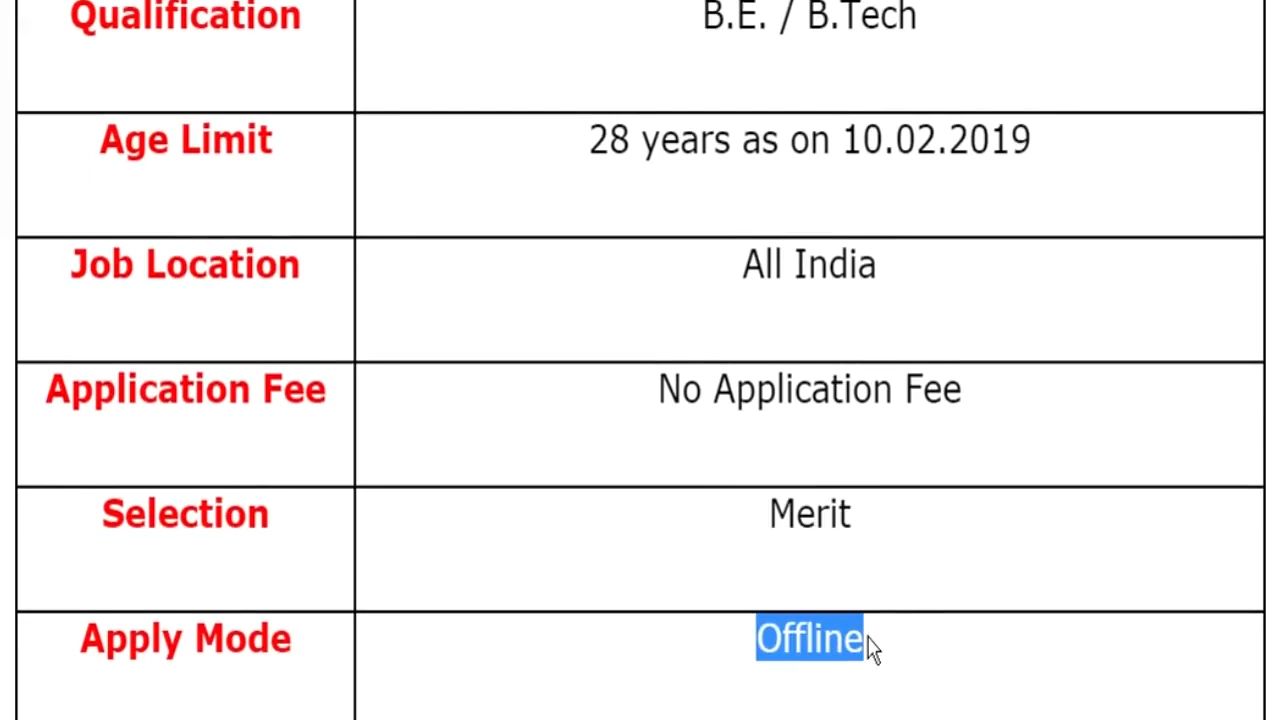 Qualification B.E. / B.Tech
Age Limit 28 years as on 10.02.2019
Job Location All India
Application Fee No Application Fee
Selection Merit
Apply Mode Offline